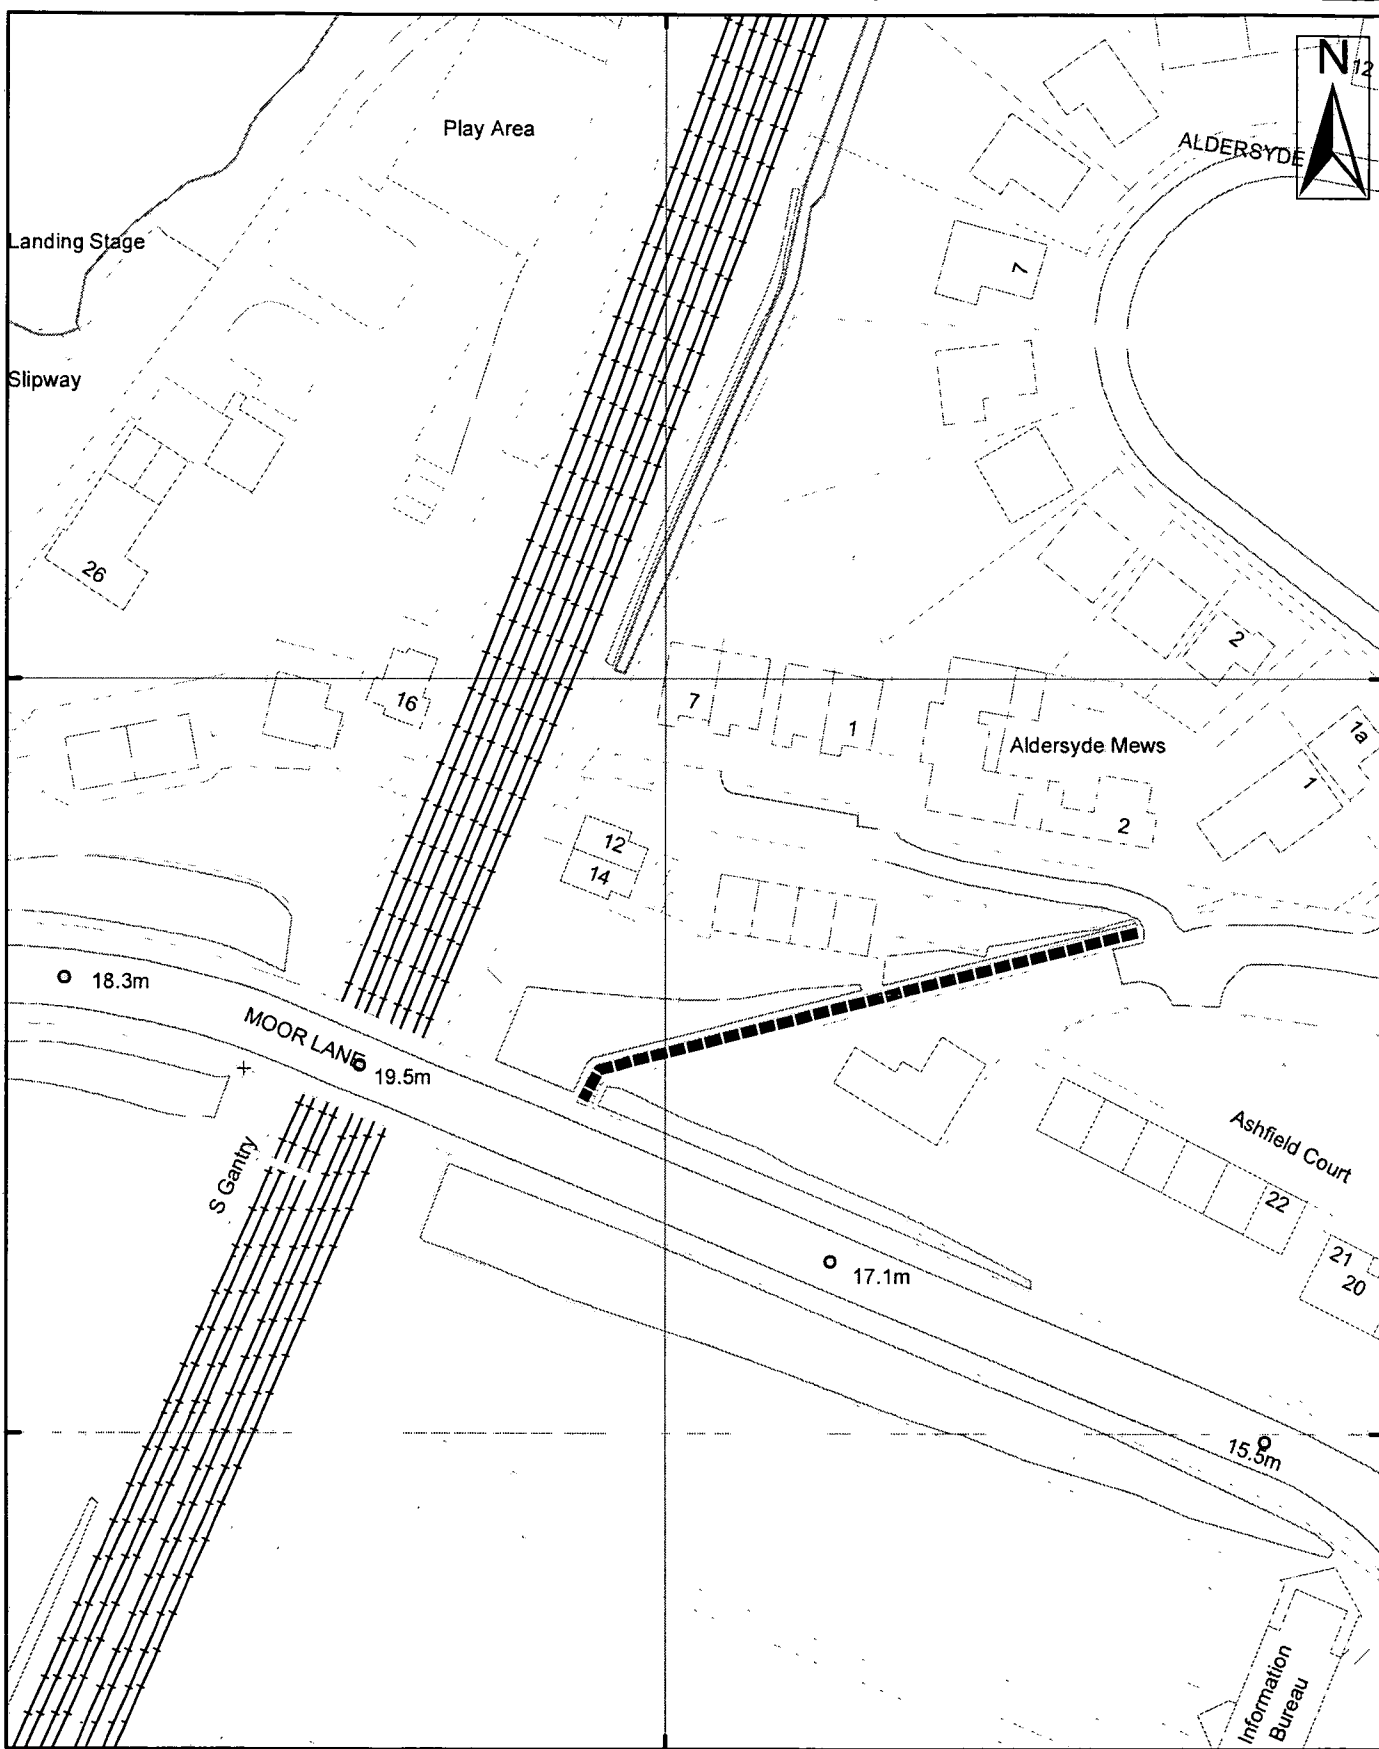 N
12
Play Area
ALDERSYDE
Landing Stage
7
Slipway
26
2
16
7
1
Aldersyde Mews
1a
1
2
12
14
18.3m
MOOR LANE
19.5m
S Gantry
Ashfield Court
22
17.1m
21
20
15.5m
Information
Bureau